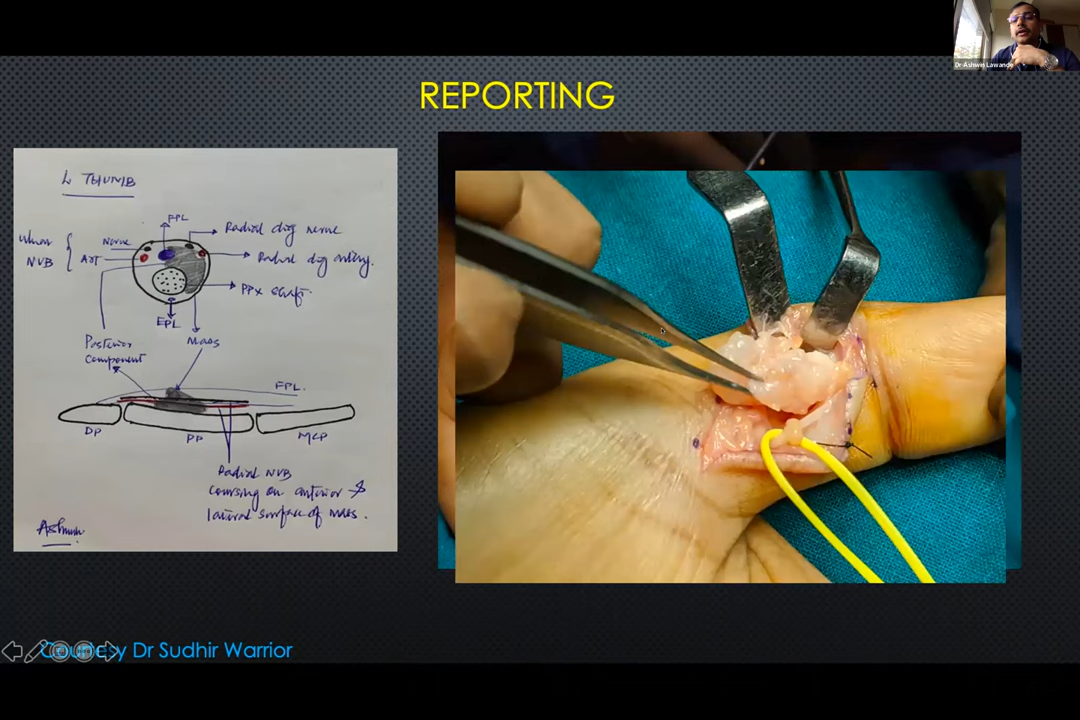 Dr Ashwin Lawande
REPORTING
L THUMB
FPL
Radial dig nerve
Ulnar NVB
Nerve
ART
Radial dig artery.
PPx shaft.
EPL
Posterior component
Mass
FPL.
DP
PP
MCP
Radial NVB
coursing on anterior &
lateral surface of mass.
Ashwin
Courtesy Dr Sudhir Warrior